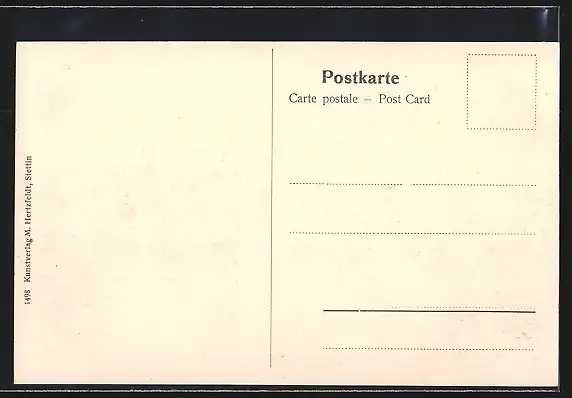 Postkarte
Carte postale – Post Card
1498 Kunstverlag M. Hertzfeldt, Stettin